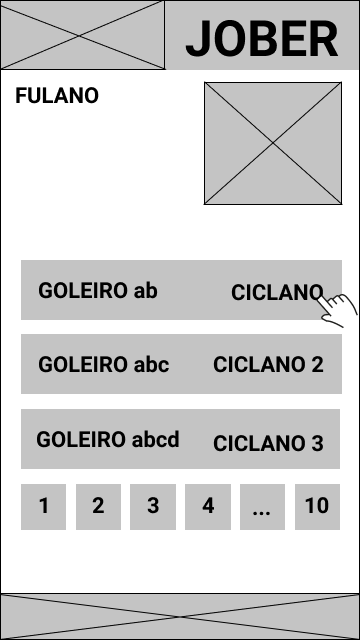 JOBER
FULANO
GOLEIRO ab CICLANO
GOLEIRO abc CICLANO 2
GOLEIRO abcd CICLANO 3
1 2 3 4 ... 10